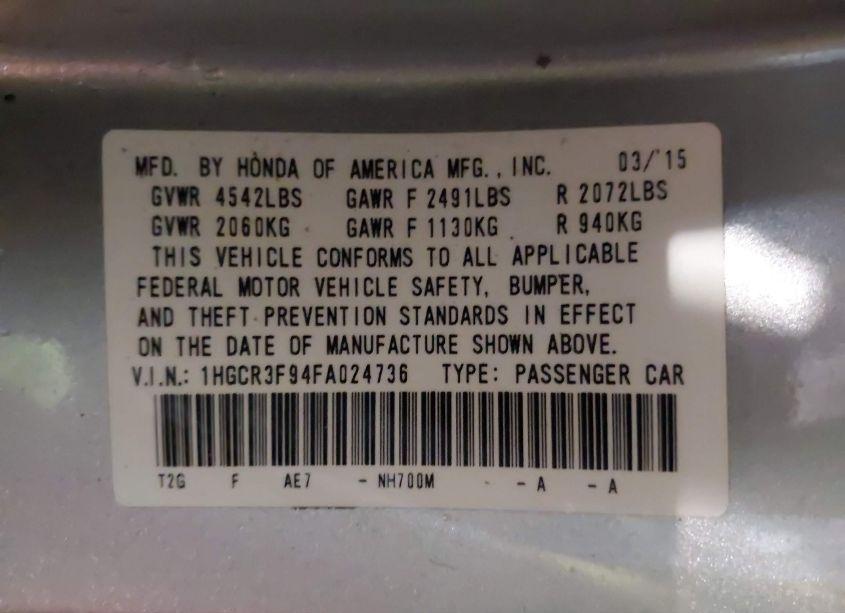 MFD. BY HONDA OF AMERICA MFG., INC. 03/15
GVWR 4542LBS GAWR F 2491LBS R 2072LBS
GVWR 2060KG GAWR F 1130KG R 940KG
THIS VEHICLE CONFORMS TO ALL APPLICABLE
FEDERAL MOTOR VEHICLE SAFETY, BUMPER,
AND THEFT PREVENTION STANDARDS IN EFFECT
ON THE DATE OF MANUFACTURE SHOWN ABOVE.
V.I.N.: 1HGCR3F94FA024736 TYPE: PASSENGER CAR
T2G F AE7 - NH700M - - A - A